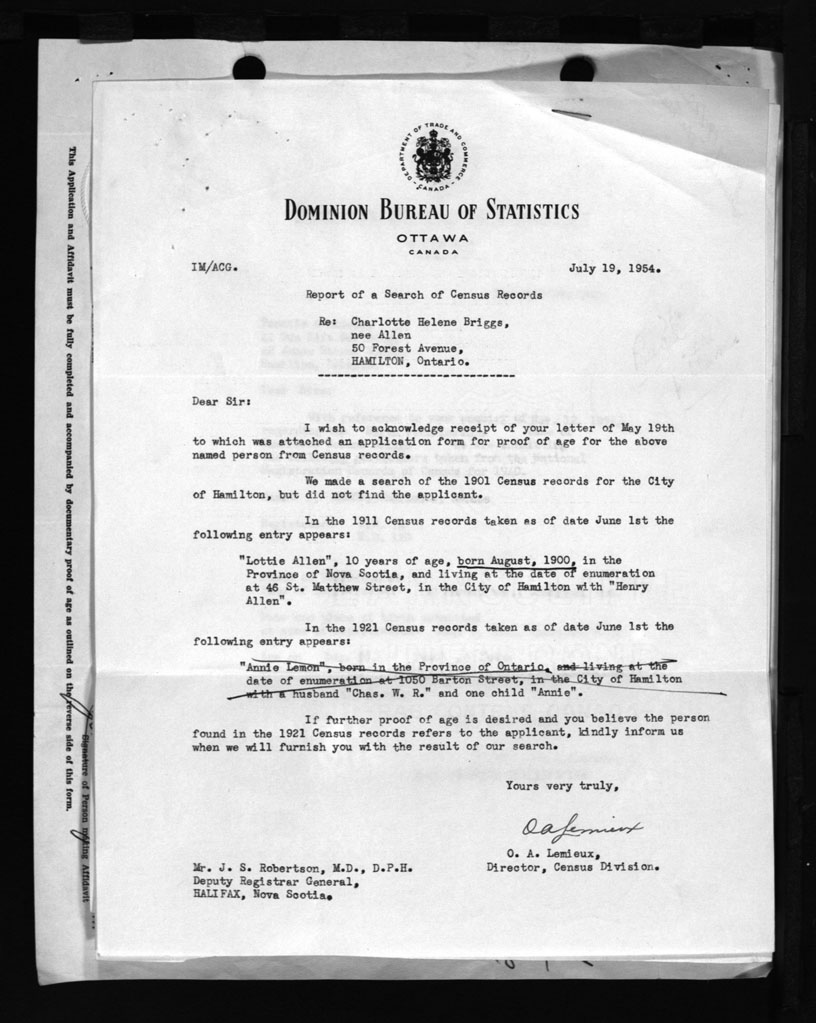 DEPARTMENT OF TRADE AND COMMERCE
- CANADA -
DOMINION BUREAU OF STATISTICS
OTTAWA
CANADA
IM/ACG.
July 19, 1954.
Report of a Search of Census Records
Re: Charlotte Helene Briggs,
nee Allen
50 Forest Avenue,
HAMILTON, Ontario.
--------------------------------
Dear Sir:
I wish to acknowledge receipt of your letter of May 19th
to which was attached an application form for proof of age for the above
named person from Census records.
We made a search of the 1901 Census records for the City
of Hamilton, but did not find the applicant.
In the 1911 Census records taken as of date June 1st the
following entry appears:
"Lottie Allen", 10 years of age, born August, 1900, in the
Province of Nova Scotia, and living at the date of enumeration
at 46 St. Matthew Street, in the City of Hamilton with "Henry
Allen".
In the 1921 Census records taken as of date June 1st the
following entry appears:
"Annie Lemon", born in the Province of Ontario, and living at the
date of enumeration at 1050 Barton Street, in the City of Hamilton
with a husband "Chas. W. R." and one child "Annie".
If further proof of age is desired and you believe the person
found in the 1921 Census records refers to the applicant, kindly inform us
when we will furnish you with the result of our search.
Yours very truly,
O A Lemieux
O. A. Lemieux,
Director, Census Division.
Mr. J. S. Robertson, M.D., D.P.H.
Deputy Registrar General,
HALIFAX, Nova Scotia.
This Application and Affidavit must be fully completed and accompanied by documentary proof of age as outlined on the reverse side of this form.
Signature of Person making Affidavit